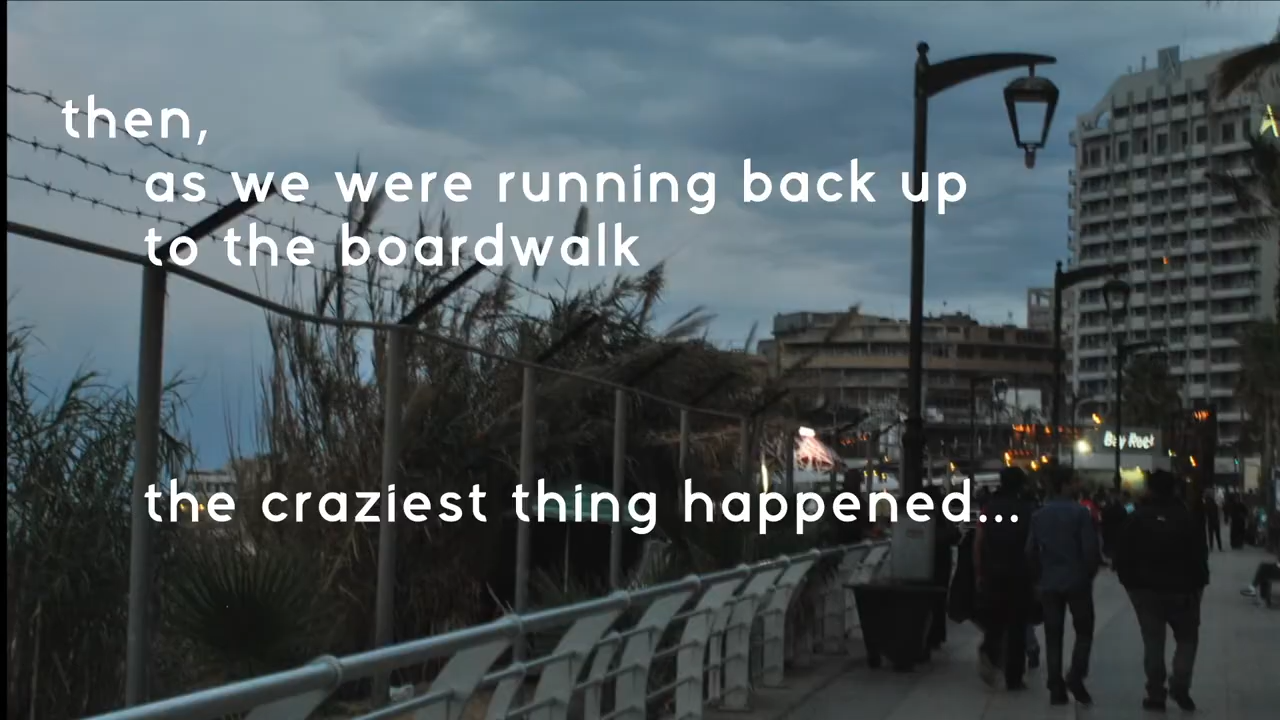 then,
as we were running back up
to the boardwalk
the craziest thing happened...
Bay Rock